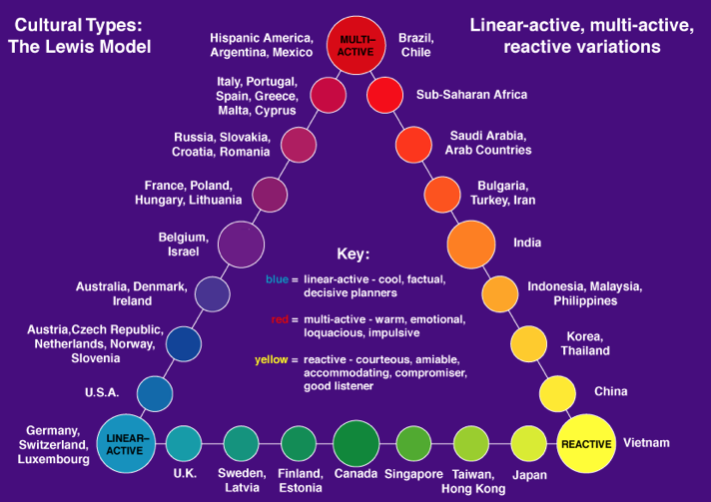 Cultural Types:
The Lewis Model
Linear-active, multi-active,
reactive variations
Hispanic America,
Argentina, Mexico
MULTI–
ACTIVE
Brazil,
Chile
Italy, Portugal,
Spain, Greece,
Malta, Cyprus
Sub-Saharan Africa
Russia, Slovakia,
Croatia, Romania
Saudi Arabia,
Arab Countries
France, Poland,
Hungary, Lithuania
Bulgaria,
Turkey, Iran
Belgium,
Israel
India
Key:
blue = linear-active - cool, factual,
decisive planners
red = multi-active - warm, emotional,
loquacious, impulsive
yellow = reactive - courteous, amiable,
accommodating, compromiser,
good listener
Australia, Denmark,
Ireland
Indonesia, Malaysia,
Philippines
Austria,Czech Republic,
Netherlands, Norway,
Slovenia
Korea,
Thailand
U.S.A.
China
Germany,
Switzerland,
Luxembourg
LINEAR–
ACTIVE
REACTIVE
Vietnam
U.K.
Sweden,
Latvia
Finland,
Estonia
Canada
Singapore
Taiwan,
Hong Kong
Japan